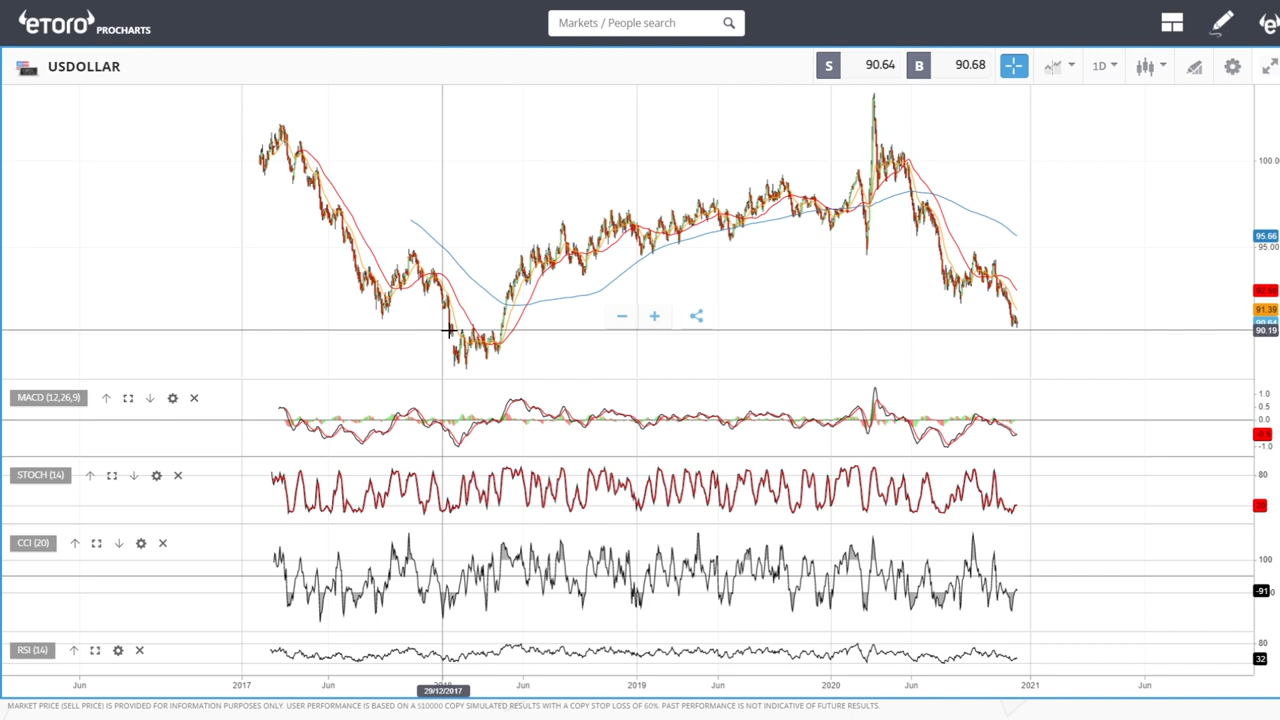 eTORO PROCHARTS
Markets / People search
USDOLLAR
S 90.64 B 90.68
1D
100.00
95.66
95.00
91.39
90.64
90.19
MACD (12,26,9)
1.0
0.5
0.0
-1.0
STOCH (14)
80
CCI (20)
100
-91
RSI (14)
80
32
Jun 2017 Jun 2018 Jun 2019 Jun 2020 Jun 2021 Jun
29/12/2017
MARKET PRICE (SELL PRICE) IS PROVIDED FOR INFORMATION PURPOSES ONLY. USER PERFORMANCE IS BASED ON A $10000 COPY SIMULATED RESULTS WITH A COPY STOP LOSS OF 60%. PAST PERFORMANCE IS NOT INDICATIVE OF FUTURE RESULTS.